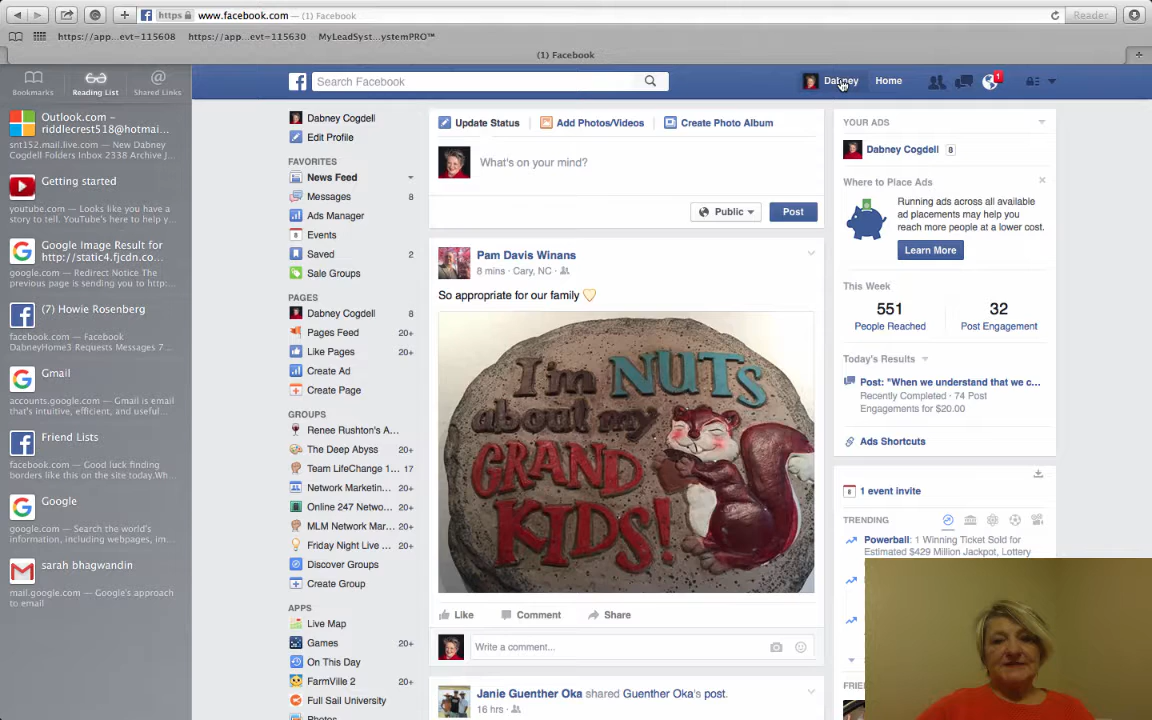 https www.facebook.com — (1) Facebook
Reader
https://app...evt=115608 https://app...evt=115630 MyLeadSyst...ystemPRO™
(1) Facebook
Bookmarks Reading List Shared Links
Outlook.com –
riddlecrest518@hotmai...
snt152.mail.live.com — New Dabney
Cogdell Folders Inbox 2338 Archive J...
Getting started
youtube.com — Looks like you have a
story to tell. YouTube's here to help y...
Google Image Result for
http://static4.fjcdn.co...
google.com — Redirect Notice The
previous page is sending you to http:...
(7) Howie Rosenberg
facebook.com — Facebook
DabneyHome3 Requests Messages 7...
Gmail
accounts.google.com — Gmail is email
that's intuitive, efficient, and useful...
Friend Lists
facebook.com — Good luck finding
borders like this on the site today.Wh...
Google
google.com — Search the world's
information, including webpages, im...
sarah bhagwandin
mail.google.com — Google's approach
to email
f Search Facebook Dabney Home 1
Dabney Cogdell
Edit Profile
FAVORITES
News Feed
Messages 8
Ads Manager
Events
Saved 2
Sale Groups
PAGES
Dabney Cogdell 8
Pages Feed 20+
Like Pages 20+
Create Ad
Create Page
GROUPS
Renee Rushton's A...
The Deep Abyss 20+
Team LifeChange 1... 17
Network Marketin... 20+
Online 247 Netwo... 20+
MLM Network Mar... 20+
Friday Night Live ... 20+
Discover Groups
Create Group
APPS
Live Map
Games 20+
On This Day
FarmVille 2 20+
Full Sail University
Photos
Update Status Add Photos/Videos Create Photo Album
What's on your mind?
Public Post
Pam Davis Winans
8 mins · Cary, NC ·
So appropriate for our family
I'm NUTS
about my
GRAND
KIDS!
Like Comment Share
Write a comment...
Janie Guenther Oka shared Guenther Oka's post.
16 hrs ·
YOUR ADS
Dabney Cogdell 8
Where to Place Ads
Running ads across all available
ad placements may help you
reach more people at a lower cost.
Learn More
This Week
551 32
People Reached Post Engagement
Today's Results
Post: "When we understand that we c...
Recently Completed · 74 Post
Engagements for $20.00
Ads Shortcuts
1 event invite
TRENDING
Powerball: 1 Winning Ticket Sold for
Estimated $429 Million Jackpot, Lottery